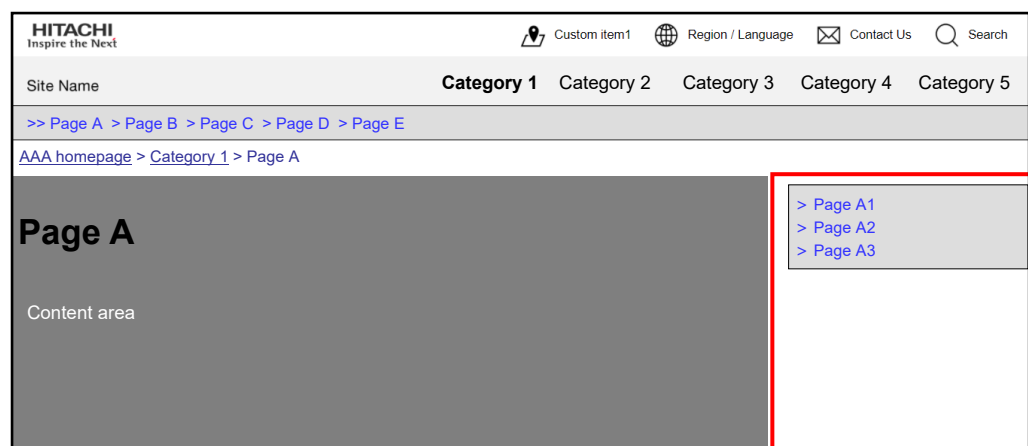 HITACHI
Inspire the Next
Custom item1 Region / Language Contact Us Search
Site Name
Category 1 Category 2 Category 3 Category 4 Category 5
>> Page A > Page B > Page C > Page D > Page E
AAA homepage > Category 1 > Page A
Page A
Content area
> Page A1
> Page A2
> Page A3